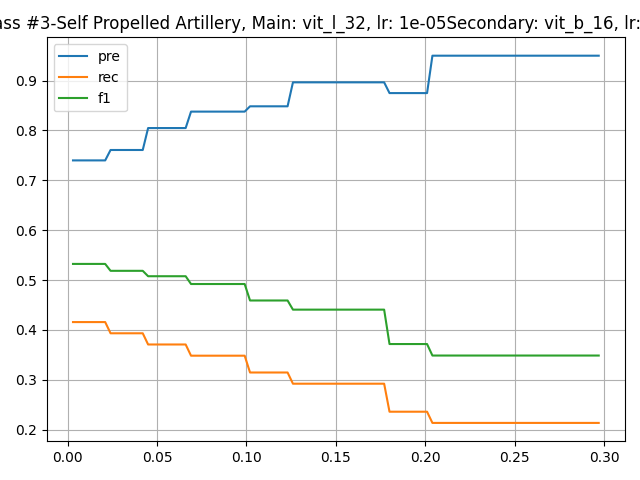 ass #3-Self Propelled Artillery, Main: vit_l_32, lr: 1e-05Secondary: vit_b_16, lr:
pre
rec
f1
0.9
0.8
0.7
0.6
0.5
0.4
0.3
0.2
0.00 0.05 0.10 0.15 0.20 0.25 0.30